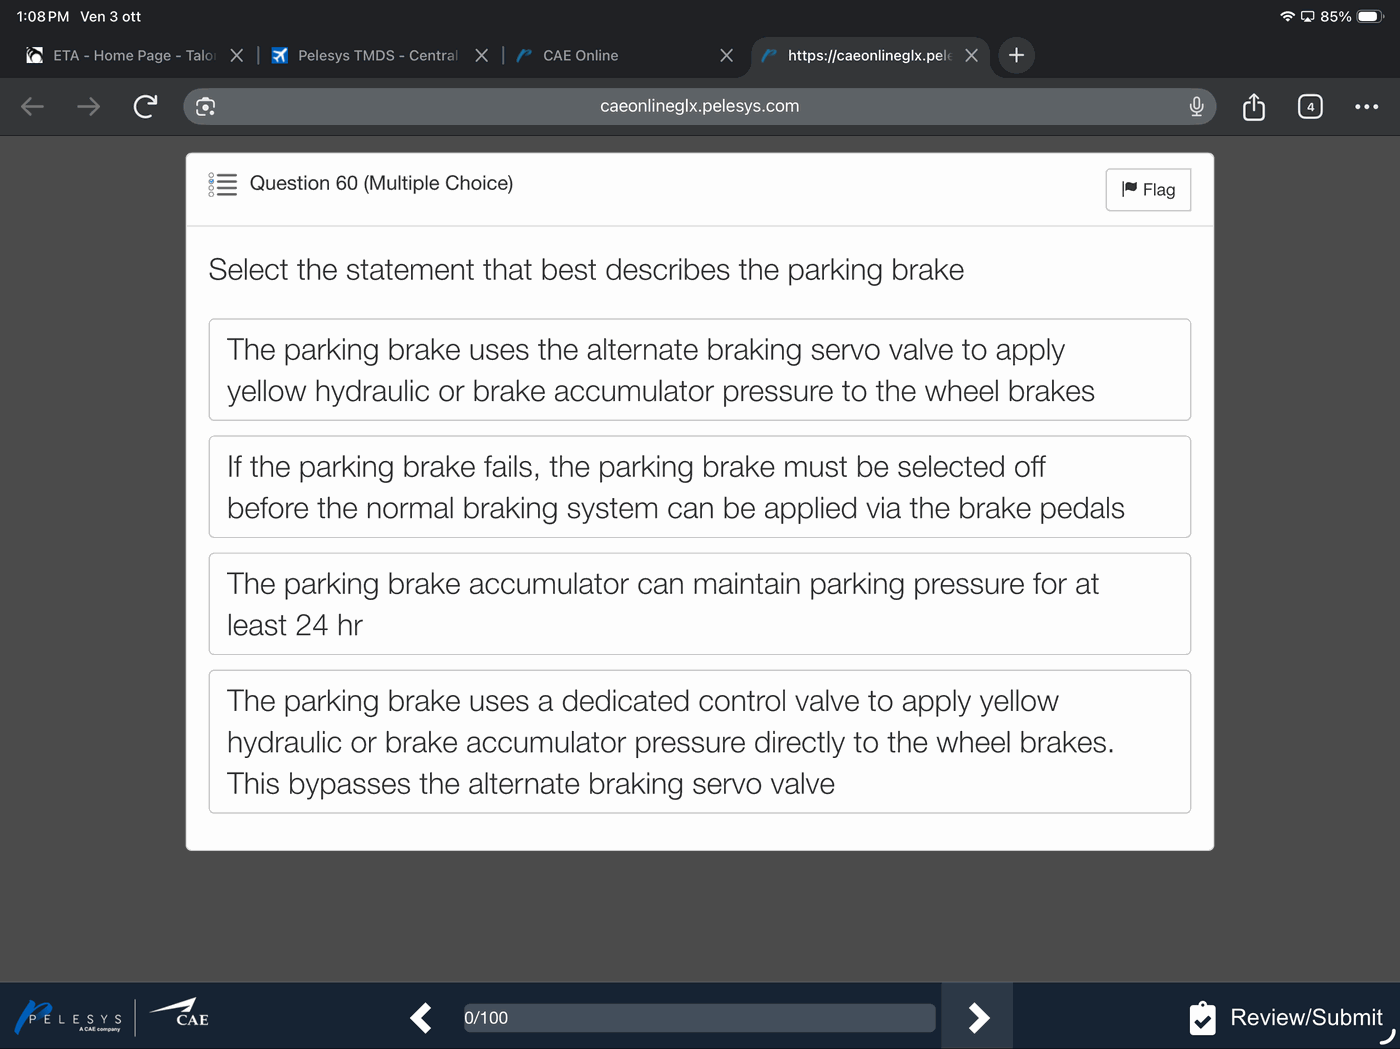 1:08 PM Ven 3 ott
85%
ETA - Home Page - Talo
Pelesys TMDS - Central
CAE Online
https://caeonlineglx.pele
caeonlineglx.pelesys.com
4
Question 60 (Multiple Choice)
Flag
Select the statement that best describes the parking brake
The parking brake uses the alternate braking servo valve to apply
yellow hydraulic or brake accumulator pressure to the wheel brakes
If the parking brake fails, the parking brake must be selected off
before the normal braking system can be applied via the brake pedals
The parking brake accumulator can maintain parking pressure for at
least 24 hr
The parking brake uses a dedicated control valve to apply yellow
hydraulic or brake accumulator pressure directly to the wheel brakes.
This bypasses the alternate braking servo valve
PELESYS
A CAE company
CAE
0/100
Review/Submit